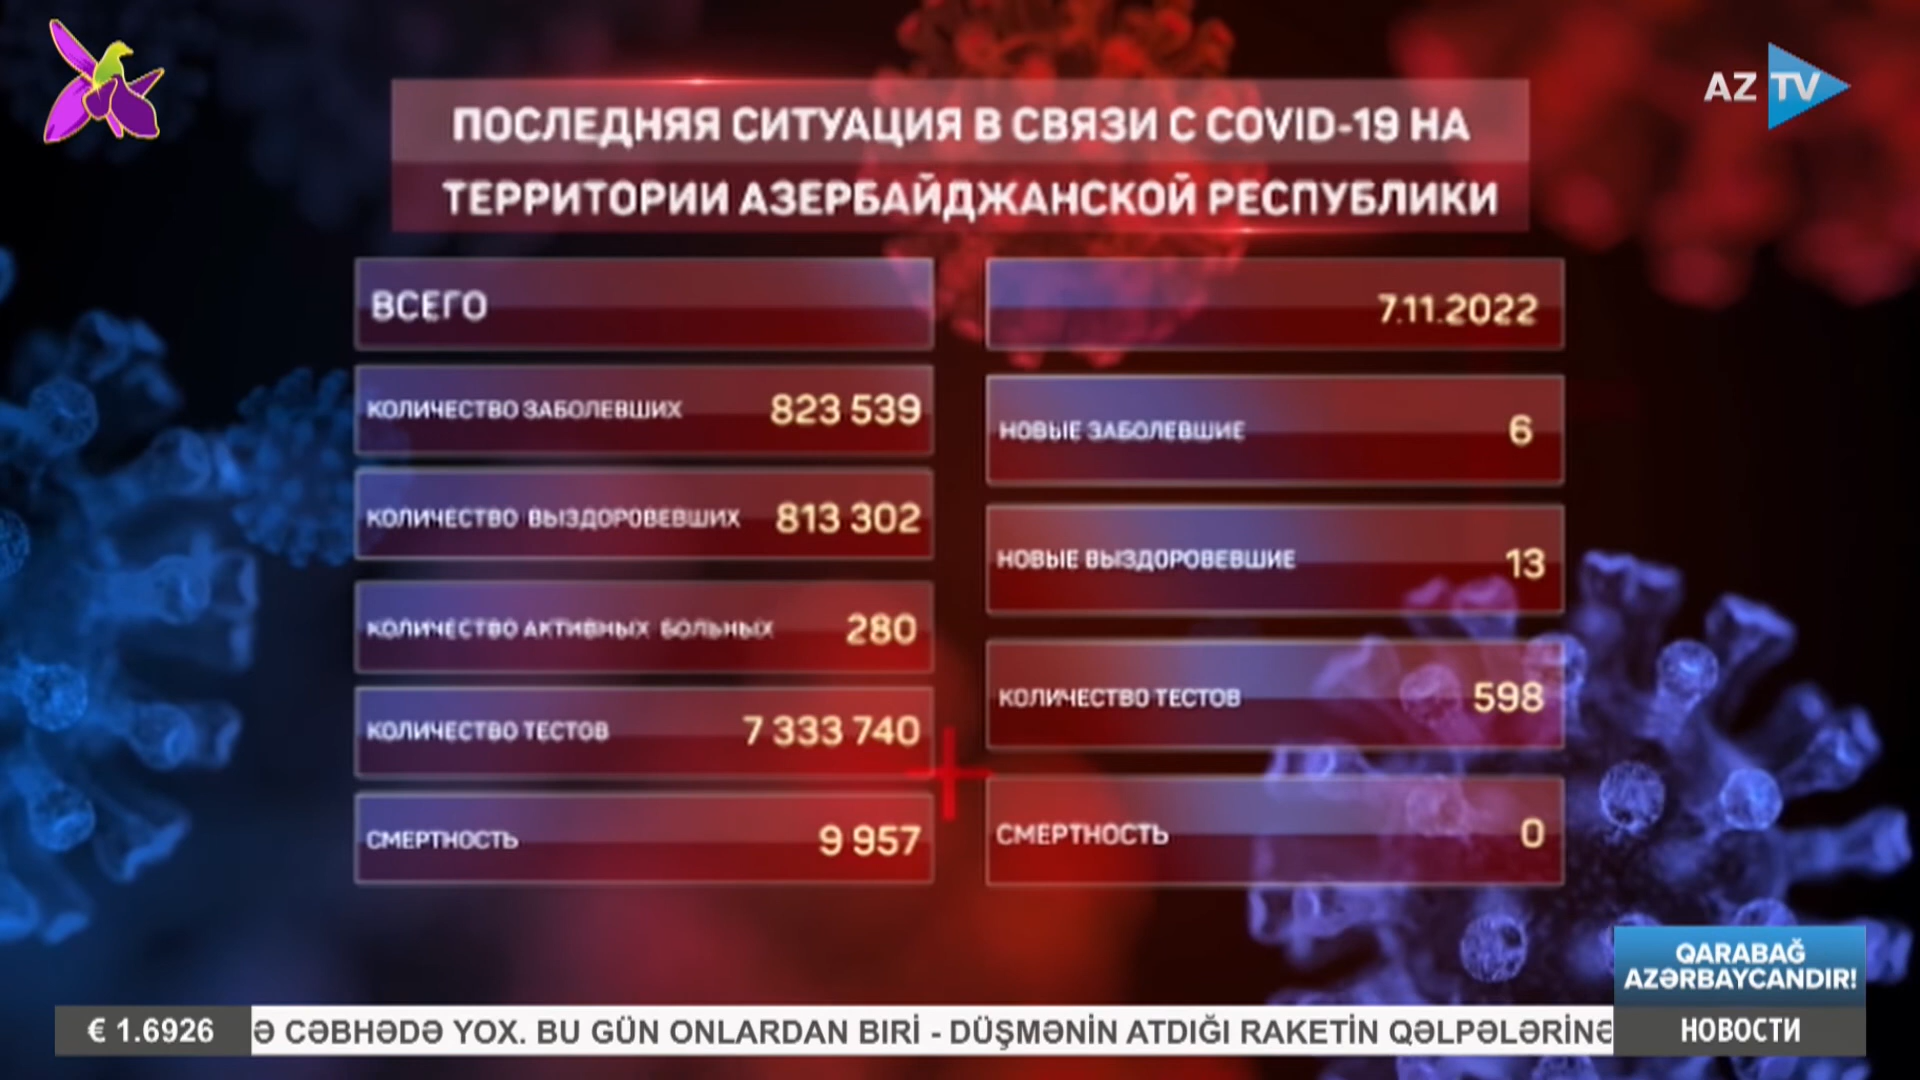 AZ TV
ПОСЛЕДНЯЯ СИТУАЦИЯ В СВЯЗИ С COVID-19 НА
ТЕРРИТОРИИ АЗЕРБАЙДЖАНСКОЙ РЕСПУБЛИКИ
ВСЕГО
КОЛИЧЕСТВО ЗАБОЛЕВШИХ 823 539
КОЛИЧЕСТВО ВЫЗДОРОВЕВШИХ 813 302
КОЛИЧЕСТВО АКТИВНЫХ БОЛЬНЫХ 280
КОЛИЧЕСТВО ТЕСТОВ 7 333 740
СМЕРТНОСТЬ 9 957
7.11.2022
НОВЫЕ ЗАБОЛЕВШИЕ 6
НОВЫЕ ВЫЗДОРОВЕВШИЕ 13
КОЛИЧЕСТВО ТЕСТОВ 598
СМЕРТНОСТЬ 0
QARABAĞ
AZƏRBAYCANDIR!
€ 1.6926 Ə CƏBHƏDƏ YOX. BU GÜN ONLARDAN BIRİ - DÜŞMƏNİN ATDIĞI RAKETİN QƏLPƏLƏRİNƏ
НОВОСТИ